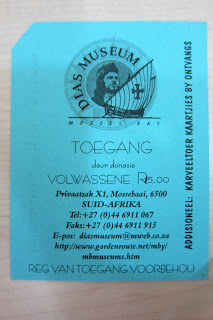 DIAS MUSEUM
MOSSEL BAY
TOEGANG
deur donasie
VOLWASSENE R5,00
Privaatsak X1, Mosselbaai, 6500
SUID-AFRIKA
Tel:+27 (0)44 6911 067
Faks:+27 (0)44 6911 915
E-pos: diasmuseum@mweb.co.za
http://www.gardenroute.net/mby/
mbmuseums.htm
REG VAN TOEGANG VOORBEHOU
ADDISIONEEL: KARVEELTOER KAARTJIES BY ONTVANGS